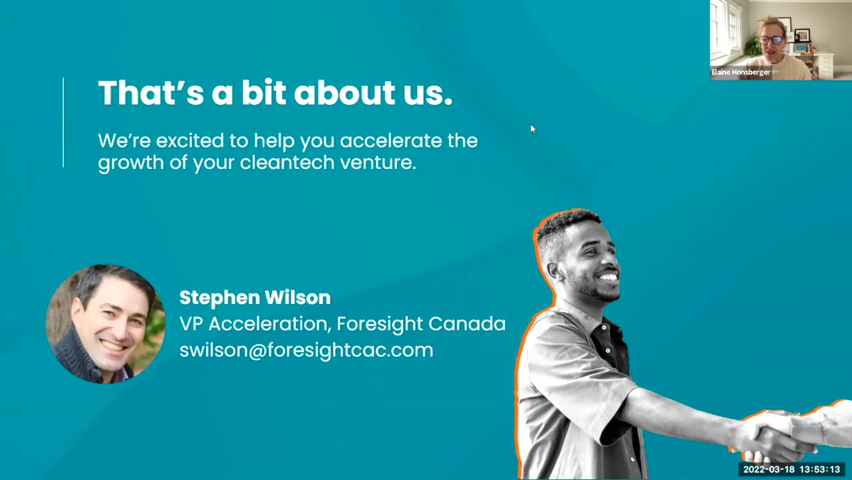 Elaine Honsberger
That's a bit about us.
We're excited to help you accelerate the
growth of your cleantech venture.
Stephen Wilson
VP Acceleration, Foresight Canada
swilson@foresightcac.com
2022-03-18 13:53:13